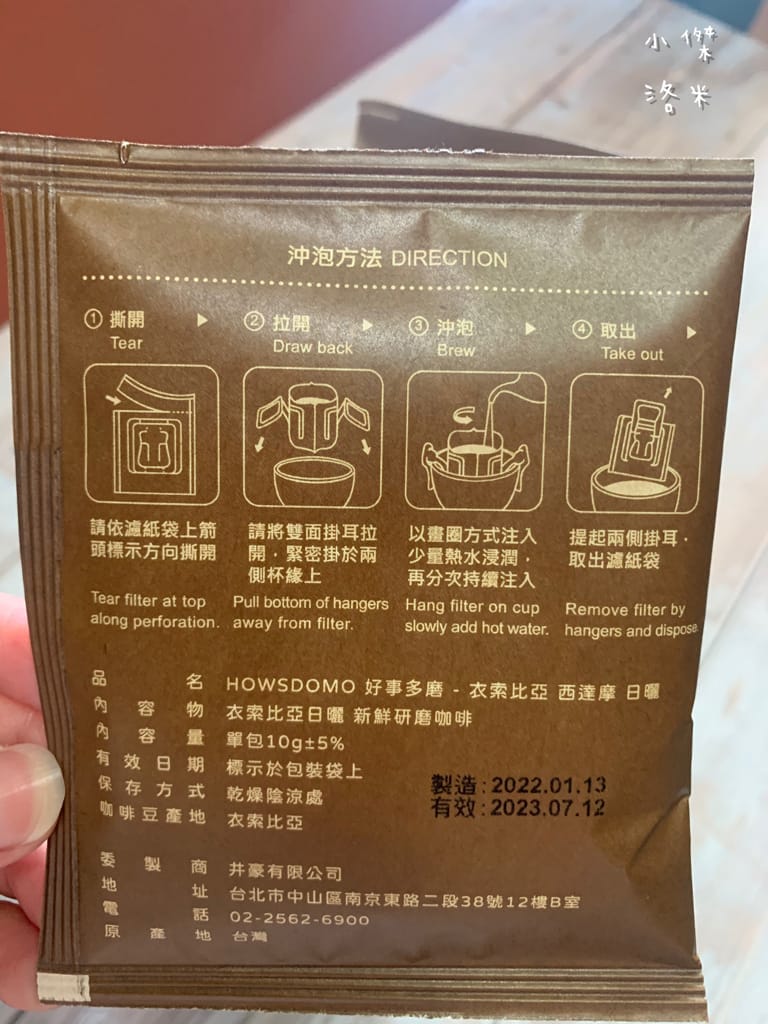 小傑
洛米
沖泡方法 DIRECTION
① 撕開
Tear
② 拉開
Draw back
③ 沖泡
Brew
④ 取出
Take out
請依濾紙袋上箭
頭標示方向撕開
Tear filter at top
along perforation.
請將雙面掛耳拉
開，緊密掛於兩
側杯緣上
Pull bottom of hangers
away from filter.
以畫圈方式注入
少量熱水浸潤，
再分次持續注入
Hang filter on cup
slowly add hot water.
提起兩側掛耳，
取出濾紙袋
Remove filter by
hangers and dispose.
品名 HOWSDOMO 好事多磨 - 衣索比亞 西達摩 日曬
內容物 衣索比亞日曬 新鮮研磨咖啡
內容量 單包10g±5%
有效日期 標示於包裝袋上
保存方式 乾燥陰涼處
咖啡豆產地 衣索比亞
製造:2022.01.13
有效:2023.07.12
委製商 井豪有限公司
地址 台北市中山區南京東路二段38號12樓B室
電話 02-2562-6900
原產地 台灣